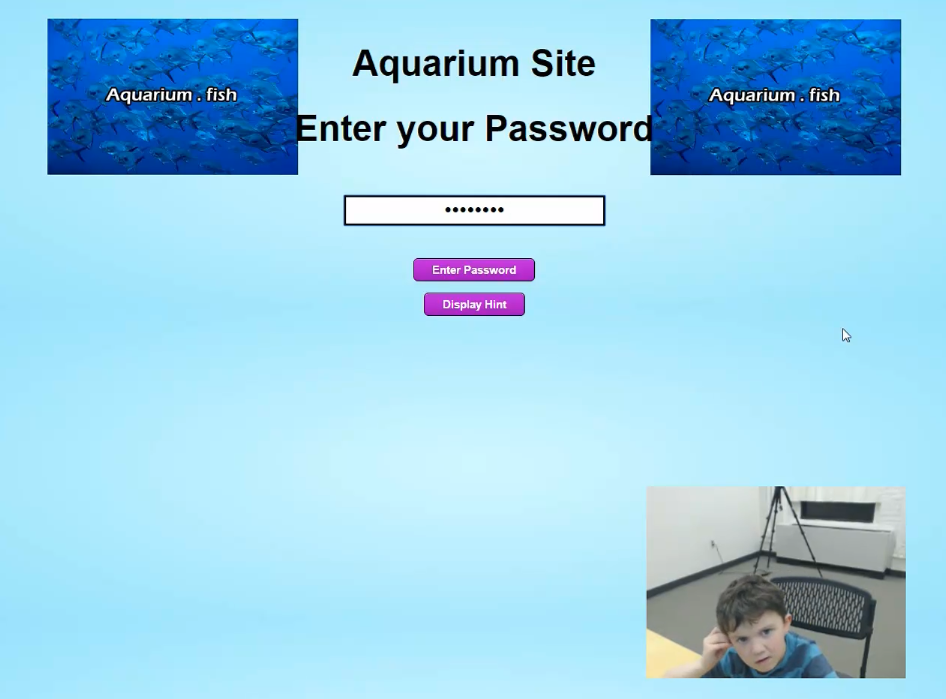 Aquarium . fish
Aquarium Site
Aquarium . fish
Enter your Password
••••••••
Enter Password
Display Hint